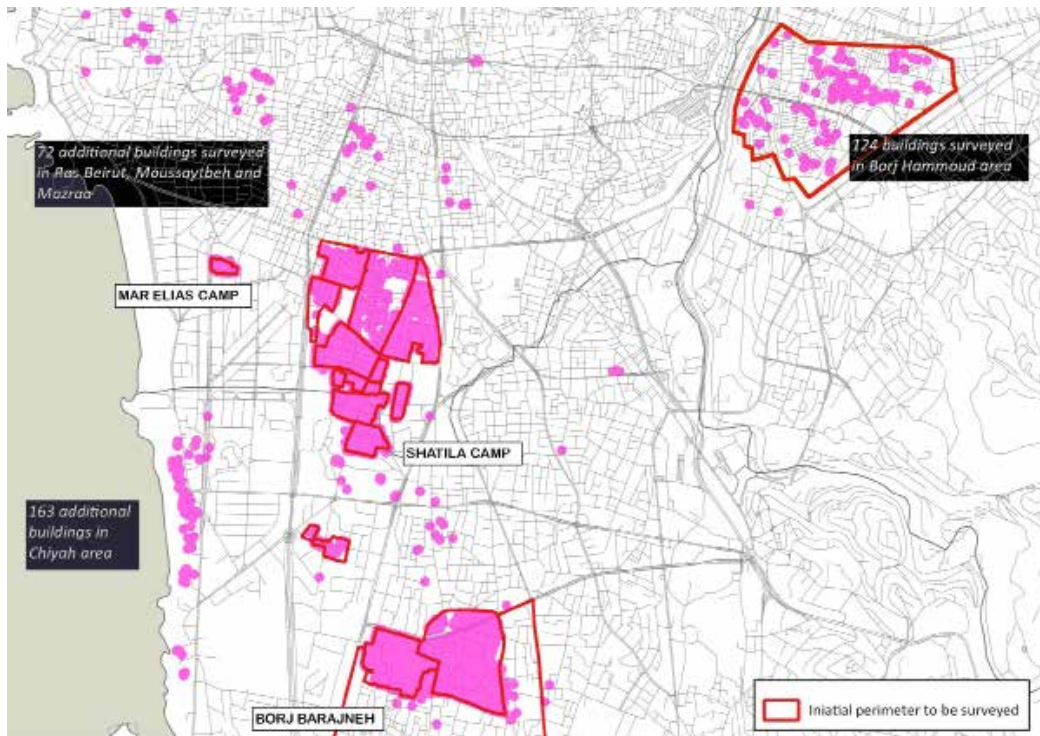 72 additional buildings surveyed
in Ras Beirut, Moussaytbeh and
Mazraa
124 buildings surveyed
in Borj Hammoud area
MAR ELIAS CAMP
SHATILA CAMP
163 additional
buildings in
Chiyah area
BORJ BARAJNEH
Iniatial perimeter to be surveyed